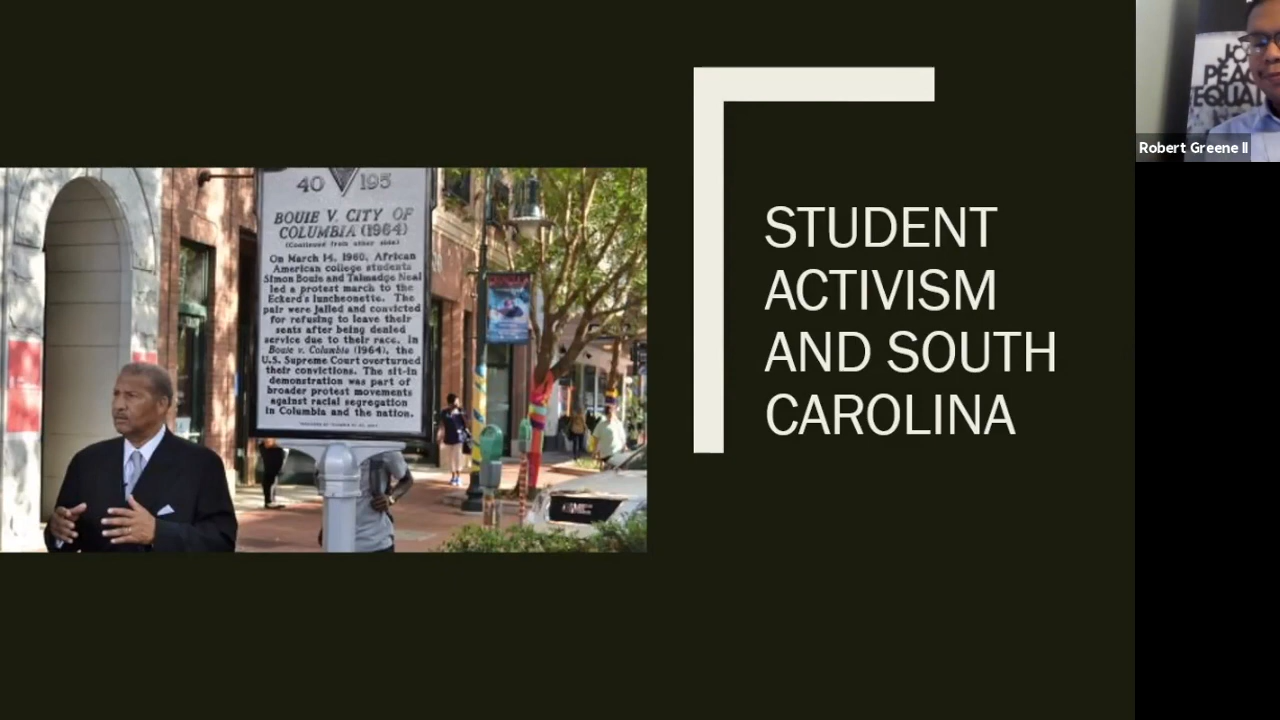 40 195
BOUIE V. CITY OF
COLUMBIA (1964)
(Continued from other side)
On March 14, 1960, African
American college students
Simon Bouie and Talmadge Neal
led a protest march to the
Eckerd's luncheonette. The
pair were jailed and convicted
for refusing to leave their
seats after being denied
service due to their race. In
Bouie v. Columbia (1964), the
U.S. Supreme Court overturned
their convictions. The sit-in
demonstration was part of
broader protest movements
against racial segregation
in Columbia and the nation.
STUDENT
ACTIVISM
AND SOUTH
CAROLINA
Robert Greene II